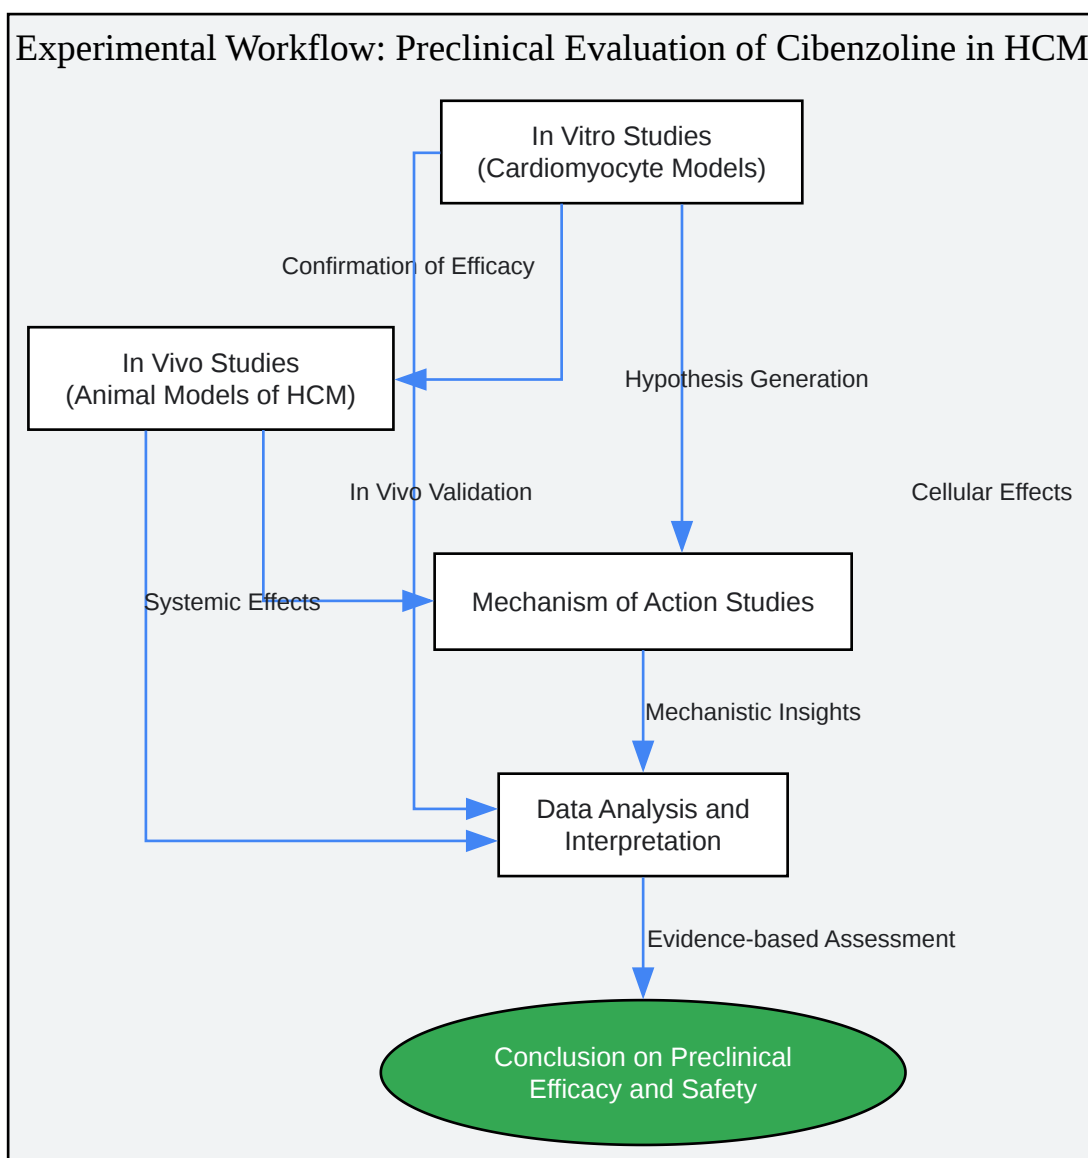 Experimental Workflow: Preclinical Evaluation of Cibenzoline in HCM
In Vitro Studies
(Cardiomyocyte Models)
Confirmation of Efficacy
In Vivo Studies
(Animal Models of HCM)
Hypothesis Generation
In Vivo Validation
Cellular Effects
Systemic Effects
Mechanism of Action Studies
Mechanistic Insights
Data Analysis and
Interpretation
Evidence-based Assessment
Conclusion on Preclinical
Efficacy and Safety